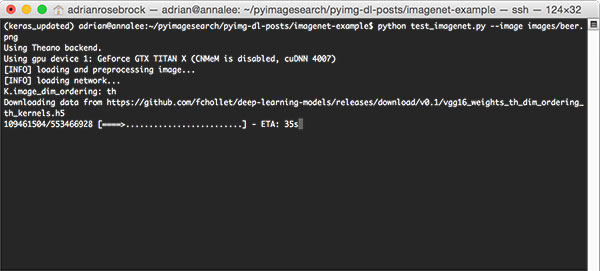 adrianrosebrock — adrian@annalee: ~/pyimagesearch/pyimg-dl-posts/imagenet-example — ssh — 124×32
(keras_updated) adrian@annalee:~/pyimagesearch/pyimg-dl-posts/imagenet-example$ python test_imagenet.py --image images/beer.
png
Using Theano backend.
Using gpu device 1: GeForce GTX TITAN X (CNMeM is disabled, cuDNN 4007)
[INFO] loading and preprocessing image...
[INFO] loading network...
K.image_dim_ordering: th
Downloading data from https://github.com/fchollet/deep-learning-models/releases/download/v0.1/vgg16_weights_th_dim_ordering_
th_kernels.h5
109461504/553466928 [====>.........................] - ETA: 35s